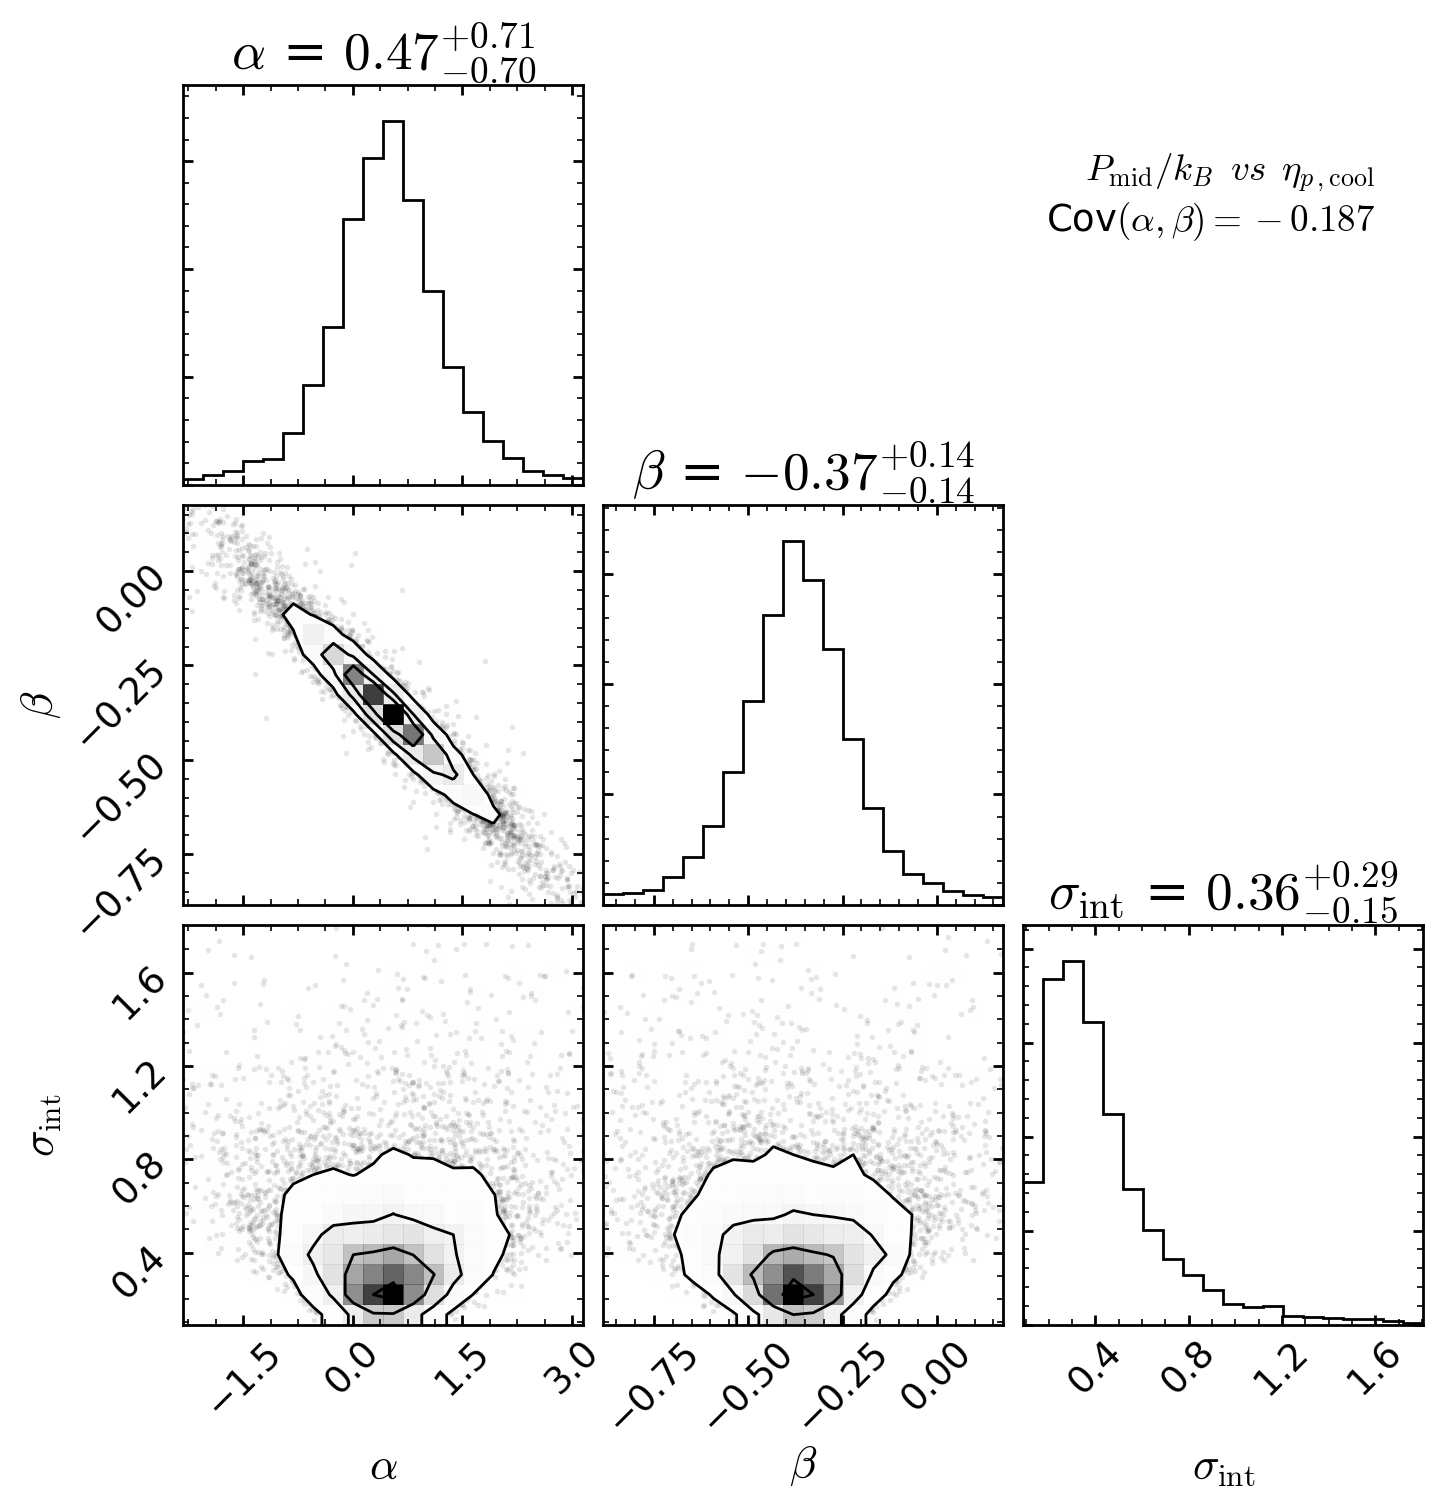 α = 0.47+0.71−0.70
P_mid/k_B vs η_p,cool
Cov(α, β) = −0.187
β = −0.37+0.14−0.14
0.00
−0.25
−0.50
−0.75
β
σ_int = 0.36+0.29−0.15
1.6
1.2
0.8
0.4
σ_int
−1.5 0.0 1.5 3.0
−0.75 −0.50 −0.25 0.00
0.4 0.8 1.2 1.6
α β σ_int